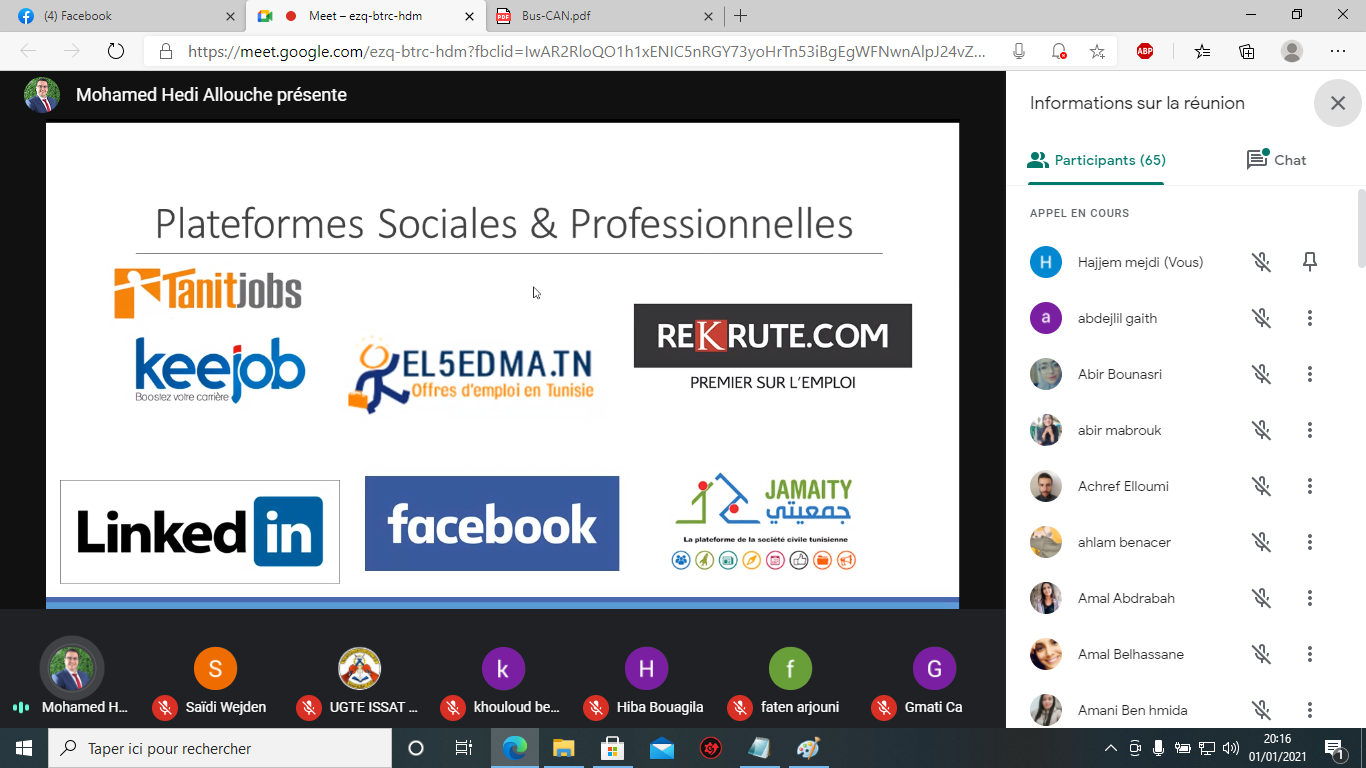 (4) Facebook
Meet – ezq-btrc-hdm
Bus-CAN.pdf
https://meet.google.com/ezq-btrc-hdm?fbclid=IwAR2RloQO1h1xENIC5nRGY73yoHrTn53iBgEgWFNwnAlpJ24vZ...
ABP
Mohamed Hedi Allouche présente
Plateformes Sociales & Professionnelles
Tanitjobs
keejob
Boostez votre carrière
EL5EDMA.TN
Offres d'emploi en Tunisie
REKRUTE.COM
PREMIER SUR L'EMPLOI
Linked in
facebook
JAMAITY
جمعيتي
La plateforme de la société civile tunisienne
Informations sur la réunion
Participants (65)
Chat
APPEL EN COURS
H Hajjem mejdi (Vous)
a abdejlil gaith
Abir Bounasri
abir mabrouk
Achref Elloumi
ahlam benacer
Amal Abdrabah
Amal Belhassane
Amani Ben hmida
S
k
H
f
G
Mohamed H...
Saïdi Wejden
UGTE ISSAT ...
khouloud be...
Hiba Bouagila
faten arjouni
Gmati Ca
Taper ici pour rechercher
20:16
01/01/2021
1